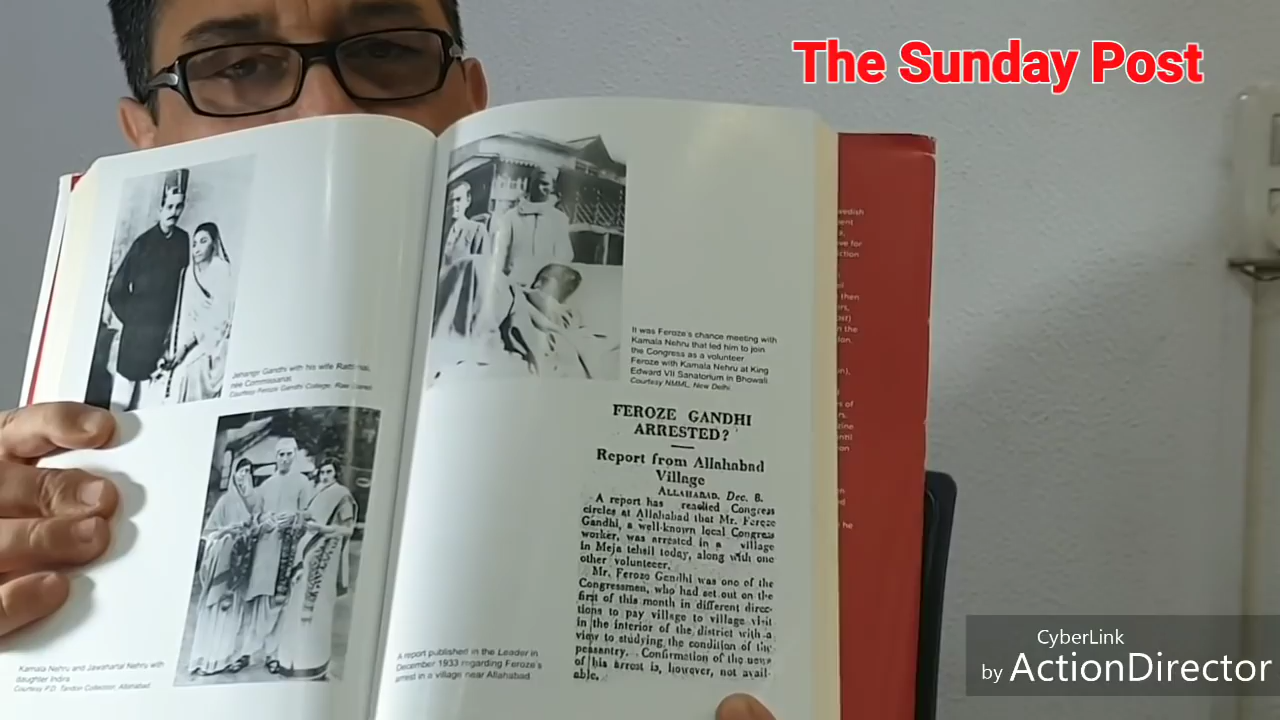 The Sunday Post
Jehangir Gandhi with his wife
née Commissariat.
Courtesy Feroze Gandhi College,
Kamala Nehru and Jawaharlal Nehru with
daughter Indira
Courtesy P.D. Tandon Collection, Allahabad
It was Feroze's chance meeting with
Kamala Nehru that led him to join
the Congress as a volunteer
Feroze with Kamala Nehru at King
Edward VII Sanatorium in Bhowali
Courtesy NMML, New Delhi
FEROZE GANDHI
ARRESTED?
Report from Allahabad
Village
ALLAHABAD, Dec. 8.
A report has reached Congress
circles at Allahabad that Mr. Feroze
Gandhi, a well-known local Congress
worker, was arrested in a village
in Meja tehsil today, along with one
other volunteer.
Mr. Feroze Gandhi was one of the
Congressmen, who had set out on the
first of this month in different direc-
tions to pay village to village visit
in the interior of the district with a
view to studying the condition of the
peasantry. Confirmation of the news
of his arrest is, however, not avail-
able.
A report published in the Leader in
December 1933 regarding Feroze's
arrest in a village near Allahabad.
CyberLink
by ActionDirector